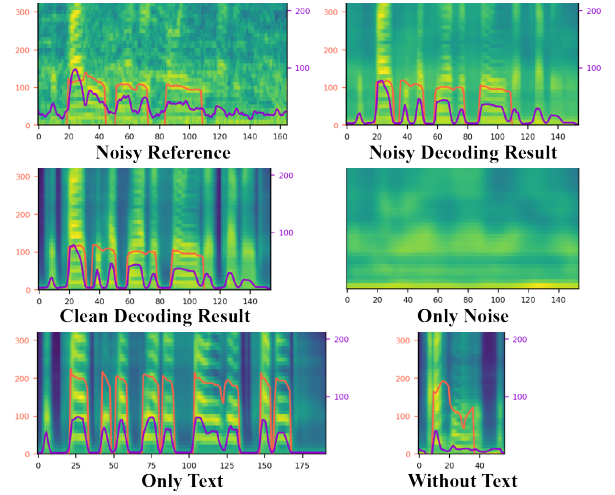 300
200
100
0
200
100
0 20 40 60 80 100 120 140 160
Noisy Reference
300
200
100
0
200
100
0 20 40 60 80 100 120 140
Noisy Decoding Result
300
200
100
0
200
100
0 20 40 60 80 100 120 140
Clean Decoding Result
0 20 40 60 80 100 120 140
Only Noise
300
200
100
0
200
100
0 25 50 75 100 125 150 175
Only Text
300
200
100
0
200
100
0 20 40
Without Text